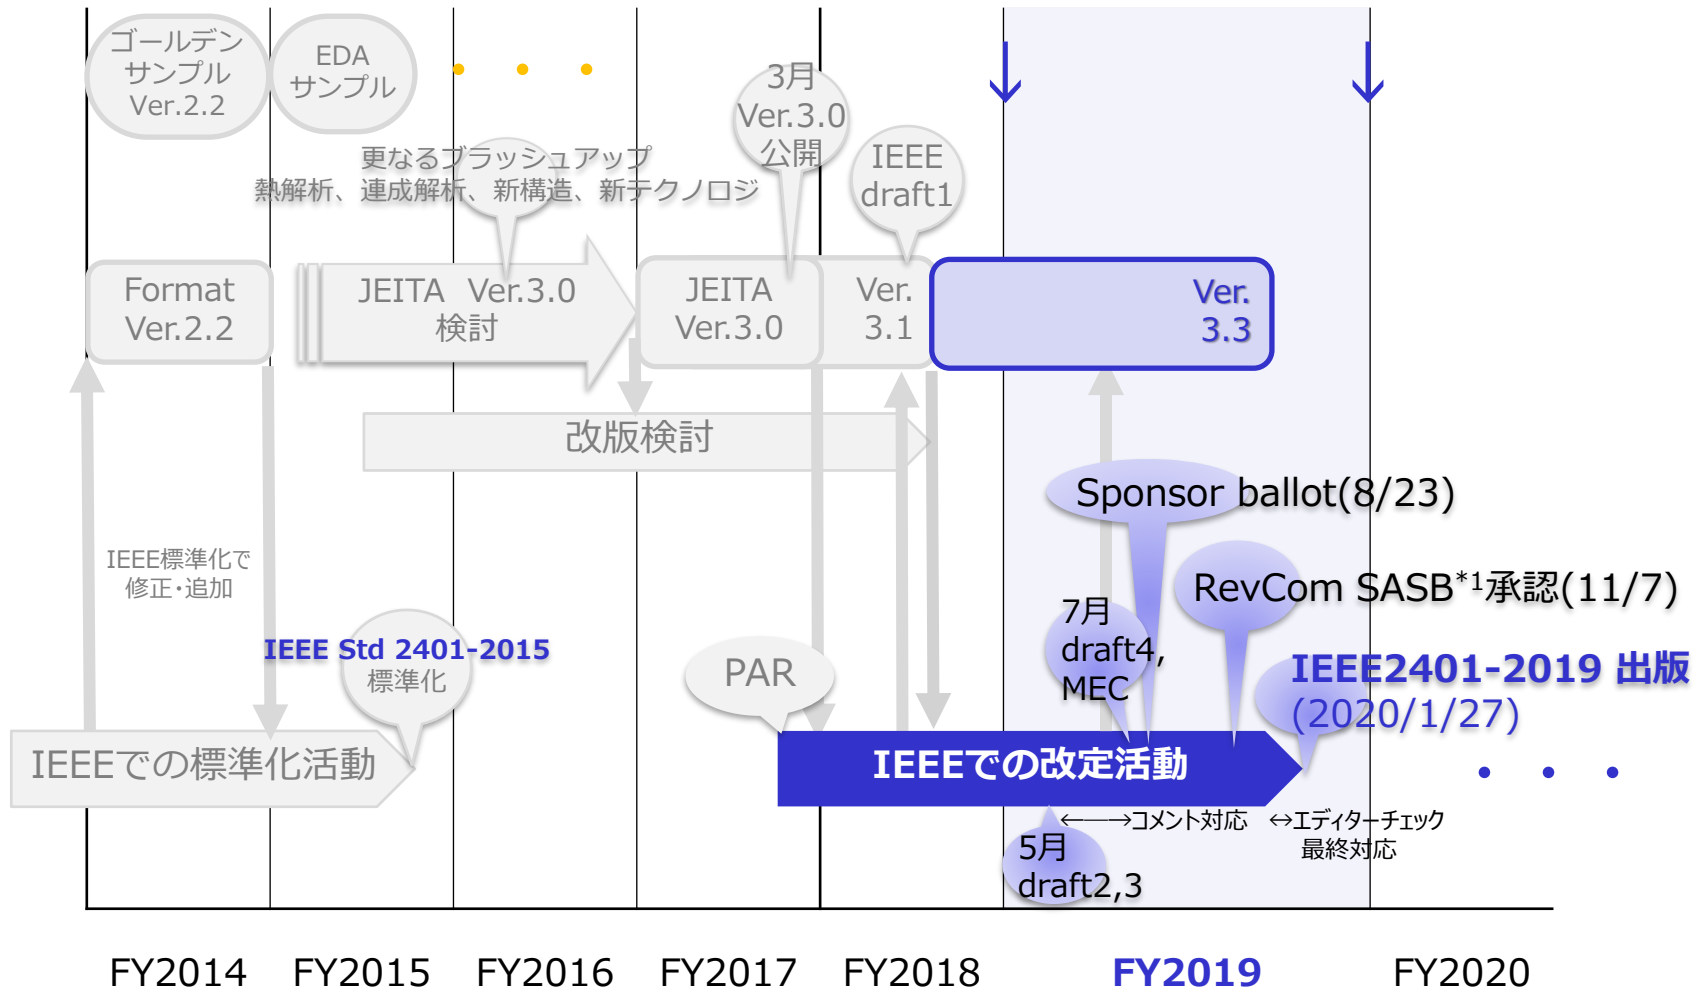 ゴールデン
サンプル
Ver.2.2
EDA
サンプル
・ ・ ・
3月
Ver.3.0
公開
IEEE
draft1
更なるブラッシュアップ
熱解析、連成解析、新構造、新テクノロジ
Format
Ver.2.2
JEITA Ver.3.0
検討
JEITA
Ver.3.0
Ver.
3.1
Ver.
3.3
改版検討
Sponsor ballot(8/23)
IEEE標準化で
修正・追加
RevCom SASB*1承認(11/7)
7月
draft4,
MEC
IEEE Std 2401-2015
標準化
PAR
IEEE2401-2019 出版
(2020/1/27)
IEEEでの標準化活動
IEEEでの改定活動
・ ・ ・
←─→コメント対応
↔エディターチェック
最終対応
5月
draft2,3
FY2014
FY2015
FY2016
FY2017
FY2018
FY2019
FY2020